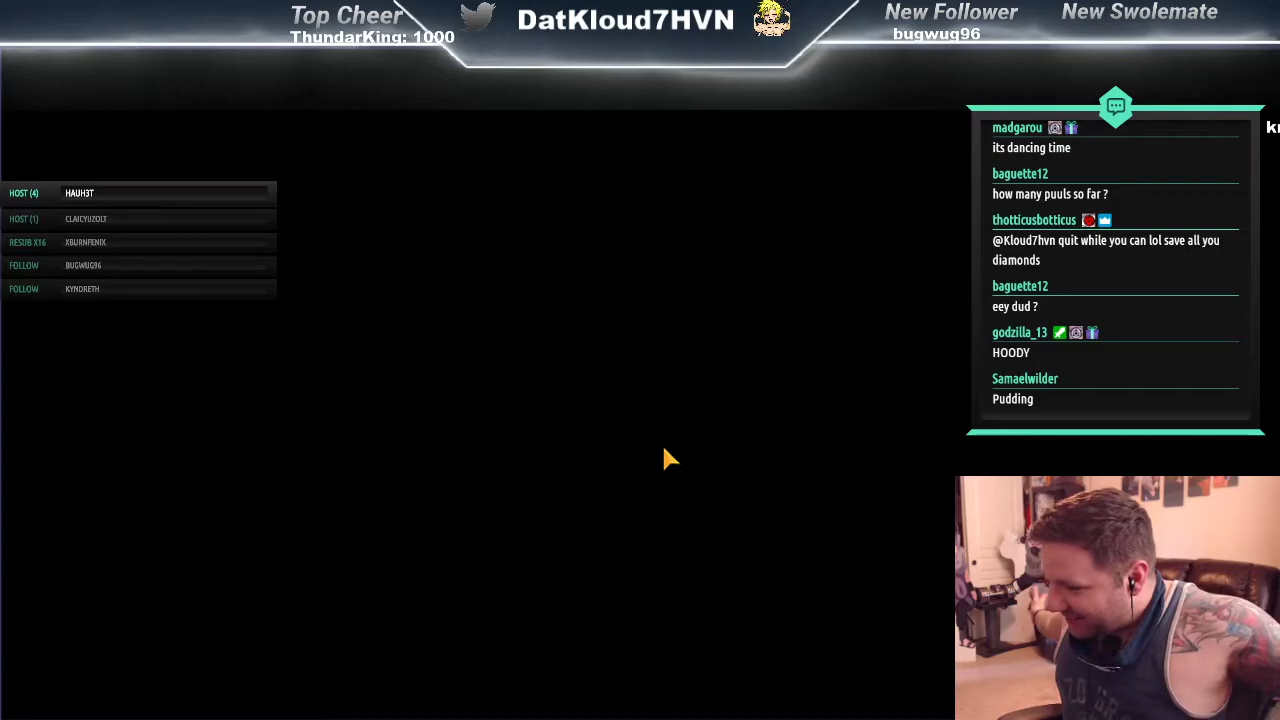 Top Cheer
ThundarKing: 1000
DatKloud7HVN
New Follower
bugwug96
New Swolemate
HOST (4) HAUH3T
HOST (1) CLAICYUZOLT
RESUB X16 XBURNFENIX
FOLLOW BUGWUG96
FOLLOW KYNDRETH
madgarou
its dancing time
baguette12
how many puuls so far ?
thotticusbotticus
@Kloud7hvn quit while you can lol save all you
diamonds
baguette12
eey dud ?
godzilla_13
HOODY
Samaelwilder
Pudding